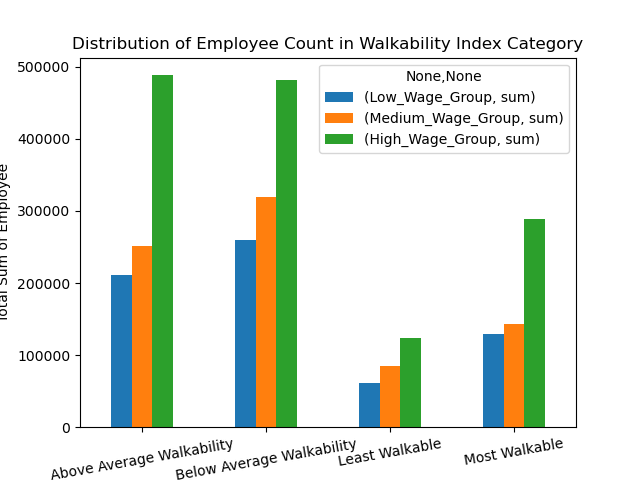 Distribution of Employee Count in Walkability Index Category
None,None
(Low_Wage_Group, sum)
(Medium_Wage_Group, sum)
(High_Wage_Group, sum)
Total Sum of Employee
500000
400000
300000
200000
100000
0
Above Average Walkability
Below Average Walkability
Least Walkable
Most Walkable